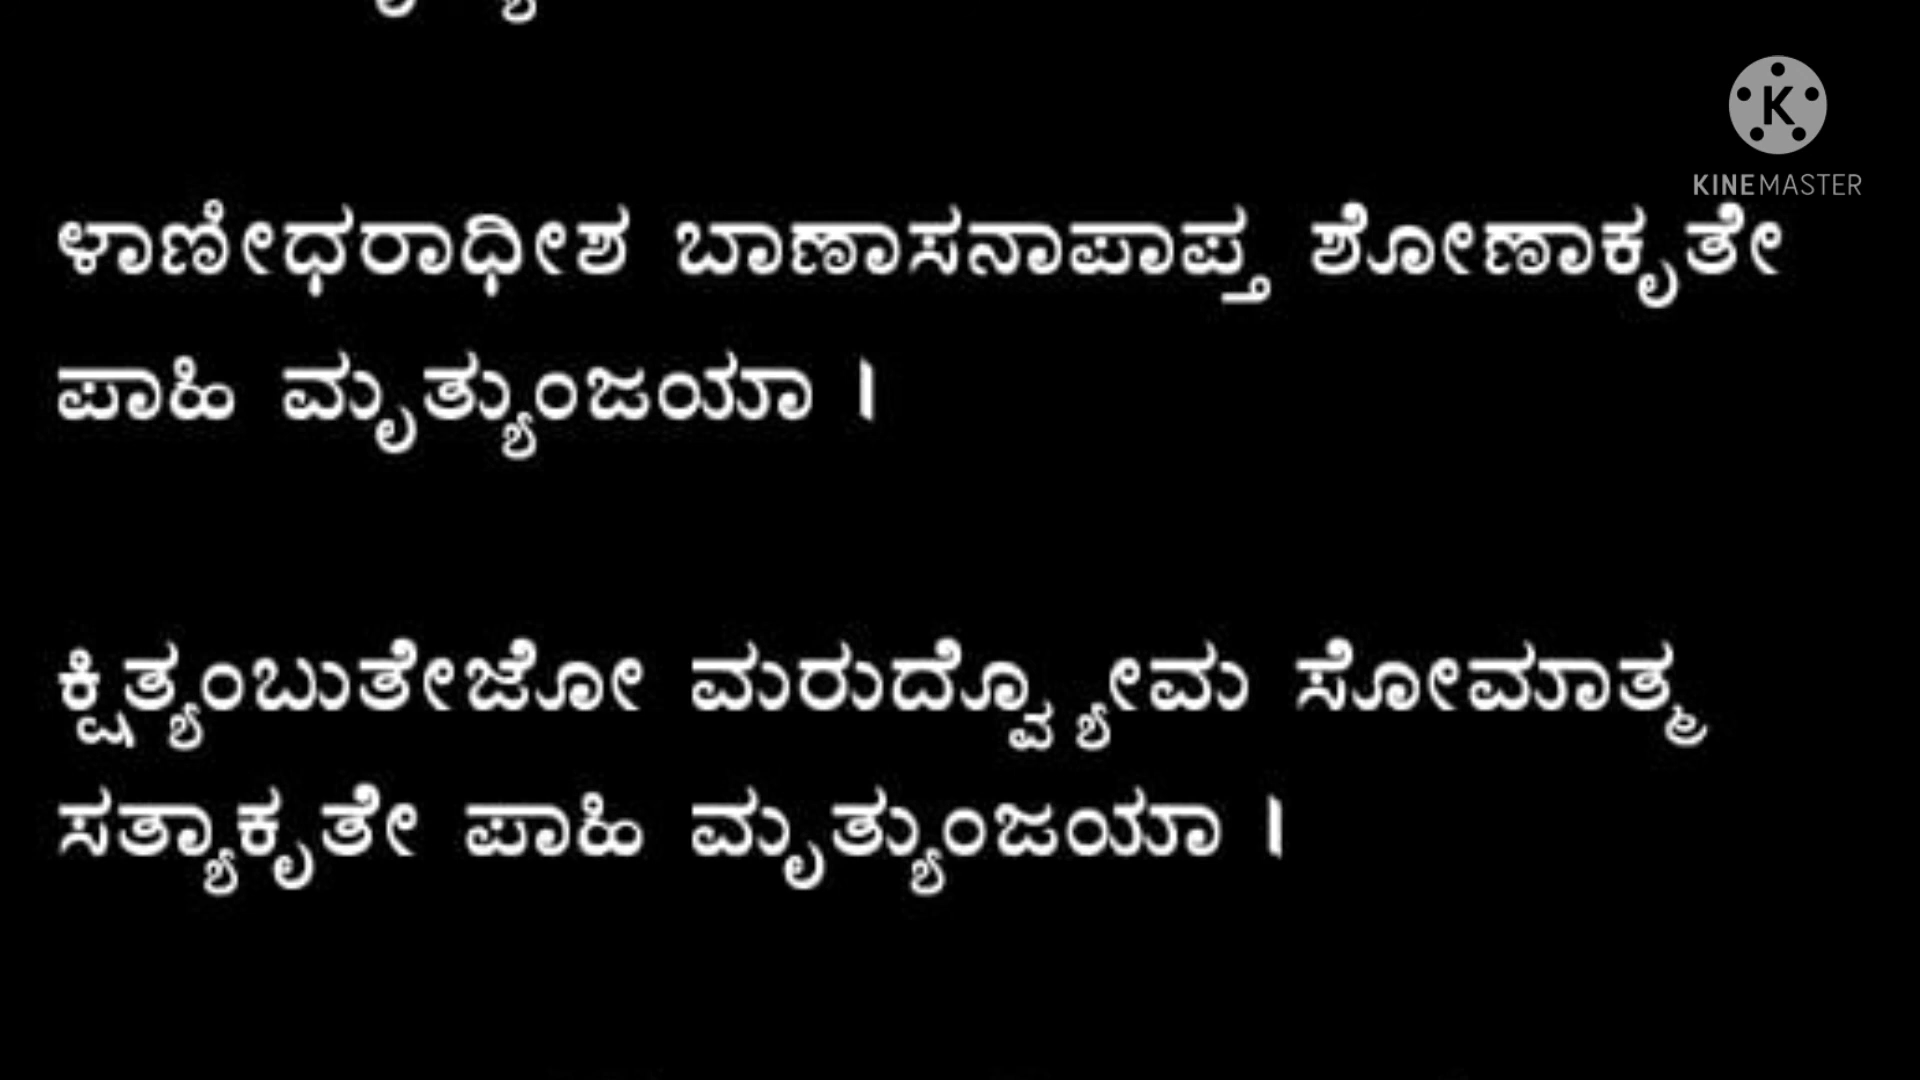 KINEMASTER
ಳಾಣೀಧರಾಧೀಶ ಬಾಣಾಸನಾಪಾಪ್ತ ಶೋಣಾಕೃತೇ
ಪಾಹಿ ಮೃತ್ಯುಂಜಯಾ ।
ಕ್ಷಿತ್ಯಂಬುತೇಜೋ ಮರುದ್ವ್ಯೋಮ ಸೋಮಾತ್ಮ
ಸತ್ಯಾಕೃತೇ ಪಾಹಿ ಮೃತ್ಯುಂಜಯಾ ।